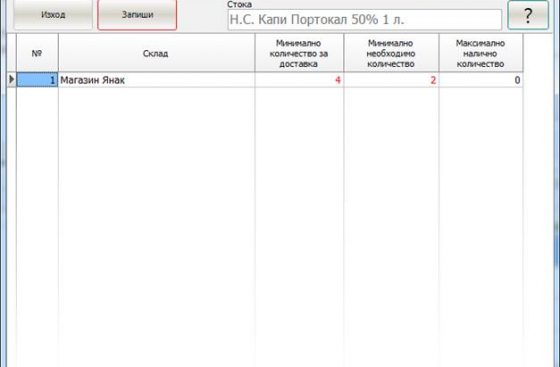 Изход
Запиши
Стока
Н.С. Капи Портокал 50% 1 л.
?
№
Склад
Минимално
количество за
доставка
Минимално
необходимо
количество
Максимално
налично
количество
1 Магазин Янак 4 2 0